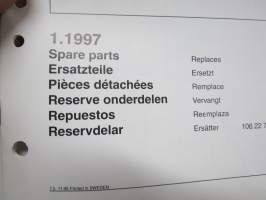 1.1997
Spare parts Replaces
Ersatzteile Ersetzt
Pièces détachées Remplace
Reserve onderdelen Vervangt
Repuestos Reemplaza
Reservdelar Ersätter 106 22 7
Printed in SWEDEN